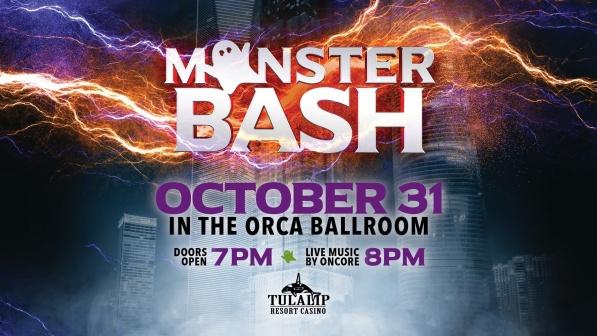 MONSTER
BASH
OCTOBER 31
IN THE ORCA BALLROOM
DOORS OPEN 7PM LIVE MUSIC BY ONCORE 8PM
TULALIP
RESORT CASINO